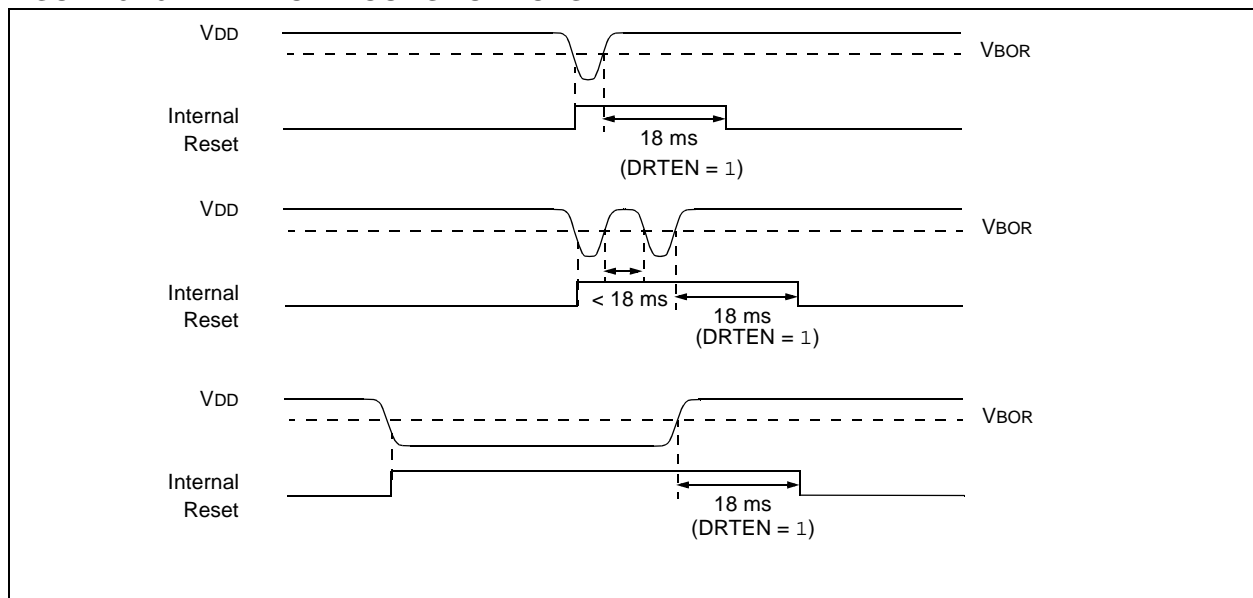 VDD
VBOR
Internal
Reset
18 ms
(DRTEN = 1)
VDD
VBOR
Internal
Reset
< 18 ms
18 ms
(DRTEN = 1)
VDD
VBOR
Internal
Reset
18 ms
(DRTEN = 1)